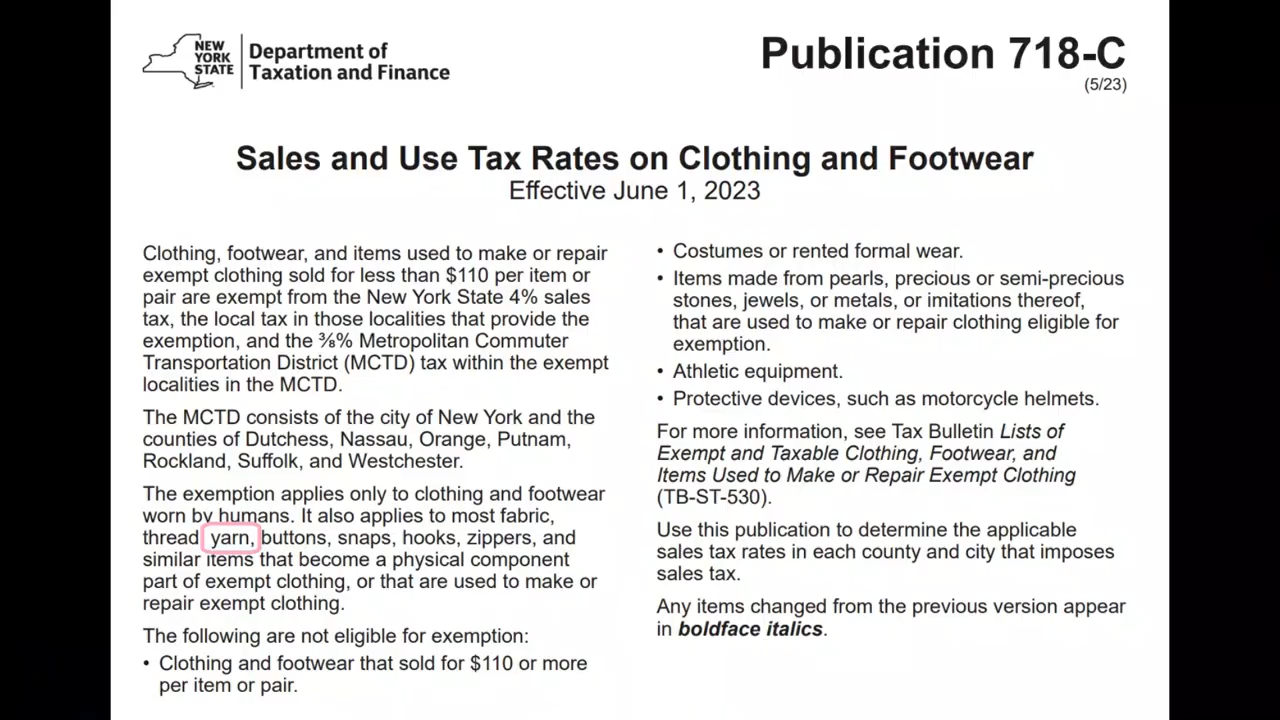 NEW
YORK
STATE
Department of
Taxation and Finance
Publication 718-C
(5/23)
Sales and Use Tax Rates on Clothing and Footwear
Effective June 1, 2023
Clothing, footwear, and items used to make or repair
exempt clothing sold for less than $110 per item or
pair are exempt from the New York State 4% sales
tax, the local tax in those localities that provide the
exemption, and the ⅜% Metropolitan Commuter
Transportation District (MCTD) tax within the exempt
localities in the MCTD.
The MCTD consists of the city of New York and the
counties of Dutchess, Nassau, Orange, Putnam,
Rockland, Suffolk, and Westchester.
The exemption applies only to clothing and footwear
worn by humans. It also applies to most fabric,
thread yarn, buttons, snaps, hooks, zippers, and
similar items that become a physical component
part of exempt clothing, or that are used to make or
repair exempt clothing.
The following are not eligible for exemption:
• Clothing and footwear that sold for $110 or more
per item or pair.
• Costumes or rented formal wear.
• Items made from pearls, precious or semi-precious
stones, jewels, or metals, or imitations thereof,
that are used to make or repair clothing eligible for
exemption.
• Athletic equipment.
• Protective devices, such as motorcycle helmets.
For more information, see Tax Bulletin Lists of
Exempt and Taxable Clothing, Footwear, and
Items Used to Make or Repair Exempt Clothing
(TB-ST-530).
Use this publication to determine the applicable
sales tax rates in each county and city that imposes
sales tax.
Any items changed from the previous version appear
in boldface italics.